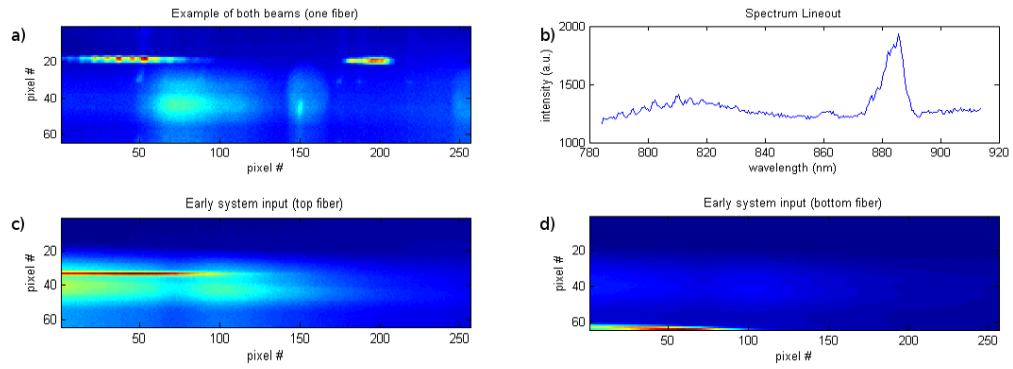 a)
Example of both beams (one fiber)
pixel #
20
40
60
50
100
150
200
pixel #
b)
Spectrum Lineout
intensity (a.u.)
2000
1500
1000
780
800
820
840
860
880
900
920
wavelength (nm)
c)
Early system input (top fiber)
pixel #
20
40
60
50
100
150
200
250
pixel #
d)
Early system input (bottom fiber)
pixel #
20
40
60
50
100
150
200
250
pixel #